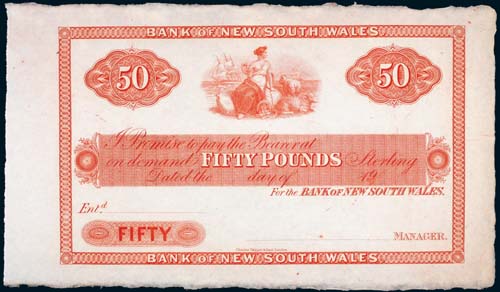 BANK OF NEW SOUTH WALES
50
50
I Promise to pay the Bearer at
on demand FIFTY POUNDS Sterling
Dated the day of 19
For the BANK OF NEW SOUTH WALES.
Ent.d
FIFTY
MANAGER.
BANK OF NEW SOUTH WALES